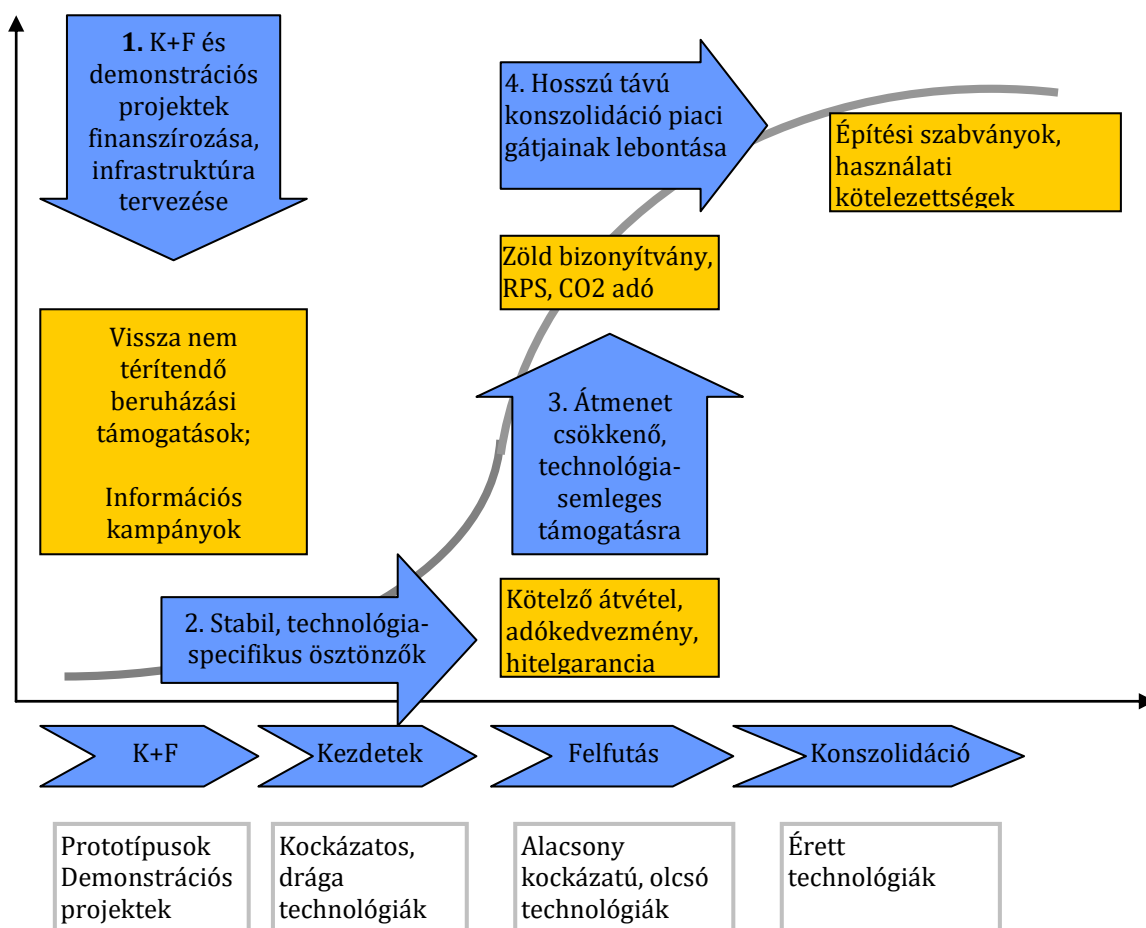 1. K+F és
demonstrációs
projektek
finanszírozása,
infrastruktúra
tervezése
4. Hosszú távú
konszolidáció piaci
gátjainak lebontása
Építési szabványok,
használati
kötelezettségek
Zöld bizonyítvány,
RPS, CO2 adó
Vissza nem
térítendő
beruházási
támogatások;
Információs
kampányok
3. Átmenet
csökkenő,
technológia-
semleges
támogatásra
2. Stabil, technológia-
specifikus ösztönzők
Kötelző átvétel,
adókedvezmény,
hitelgarancia
K+F
Kezdetek
Felfutás
Konszolidáció
Prototípusok
Demonstrációs
projektek
Kockázatos,
drága
technológiák
Alacsony
kockázatú, olcsó
technológiák
Érett
technológiák